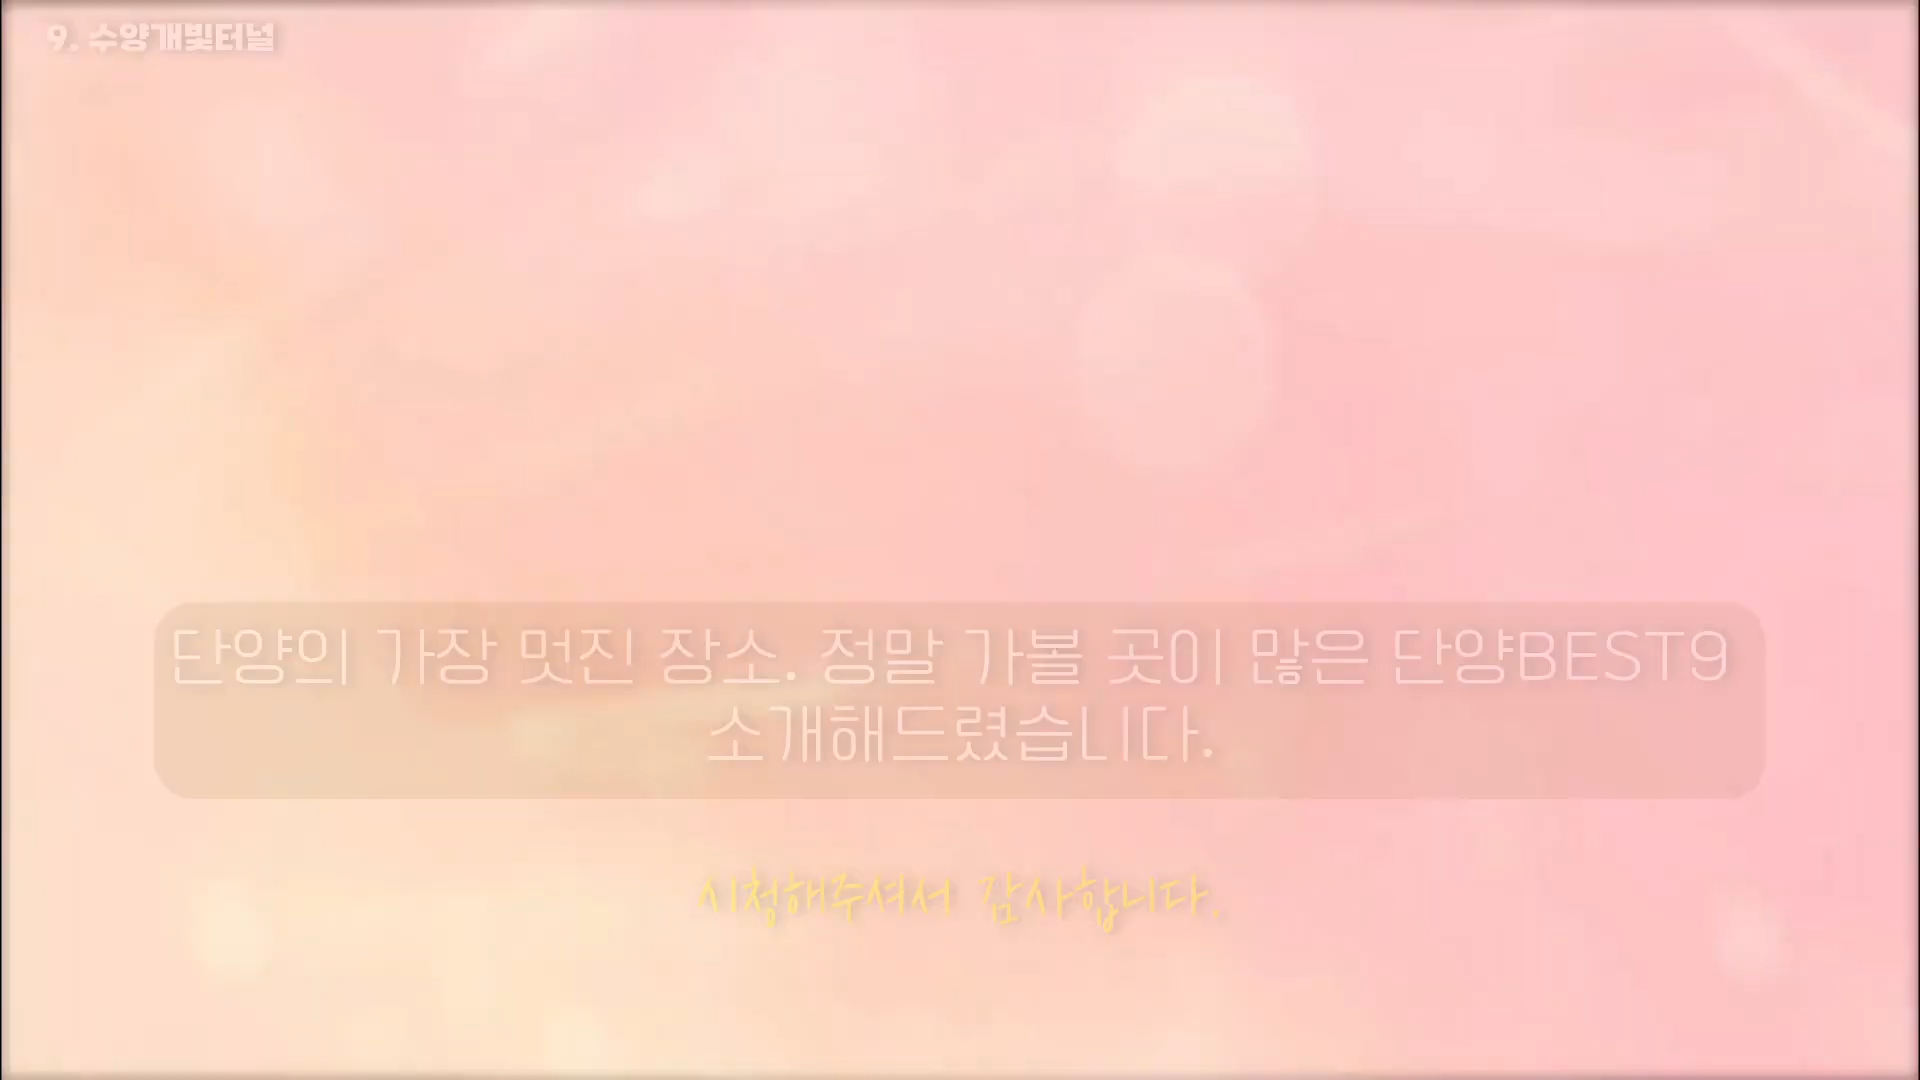 9. 수양개빛터널
단양의 가장 멋진 장소. 정말 가볼 곳이 많은 단양BEST9
소개해드렸습니다.
시청해주셔서 감사합니다.